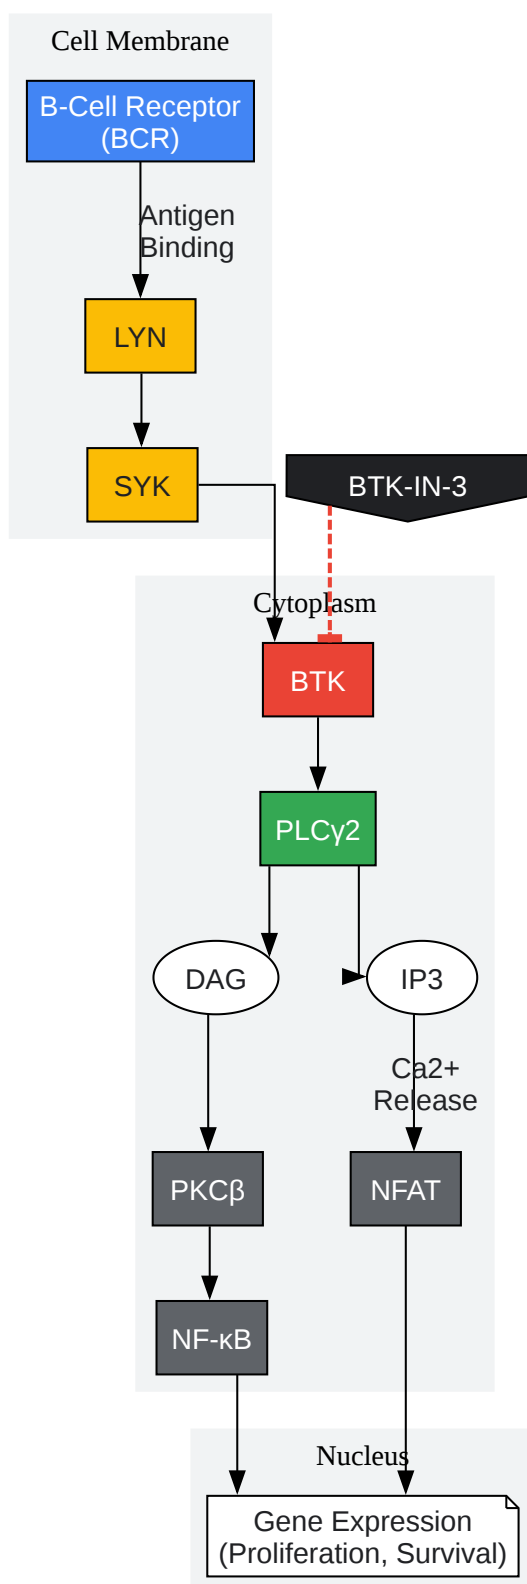 Cell Membrane
B-Cell Receptor
(BCR)
Antigen
Binding
LYN
SYK
BTK-IN-3
Cytoplasm
BTK
PLCγ2
DAG
IP3
Ca2+
Release
PKCβ
NFAT
NF-κB
Nucleus
Gene Expression
(Proliferation, Survival)